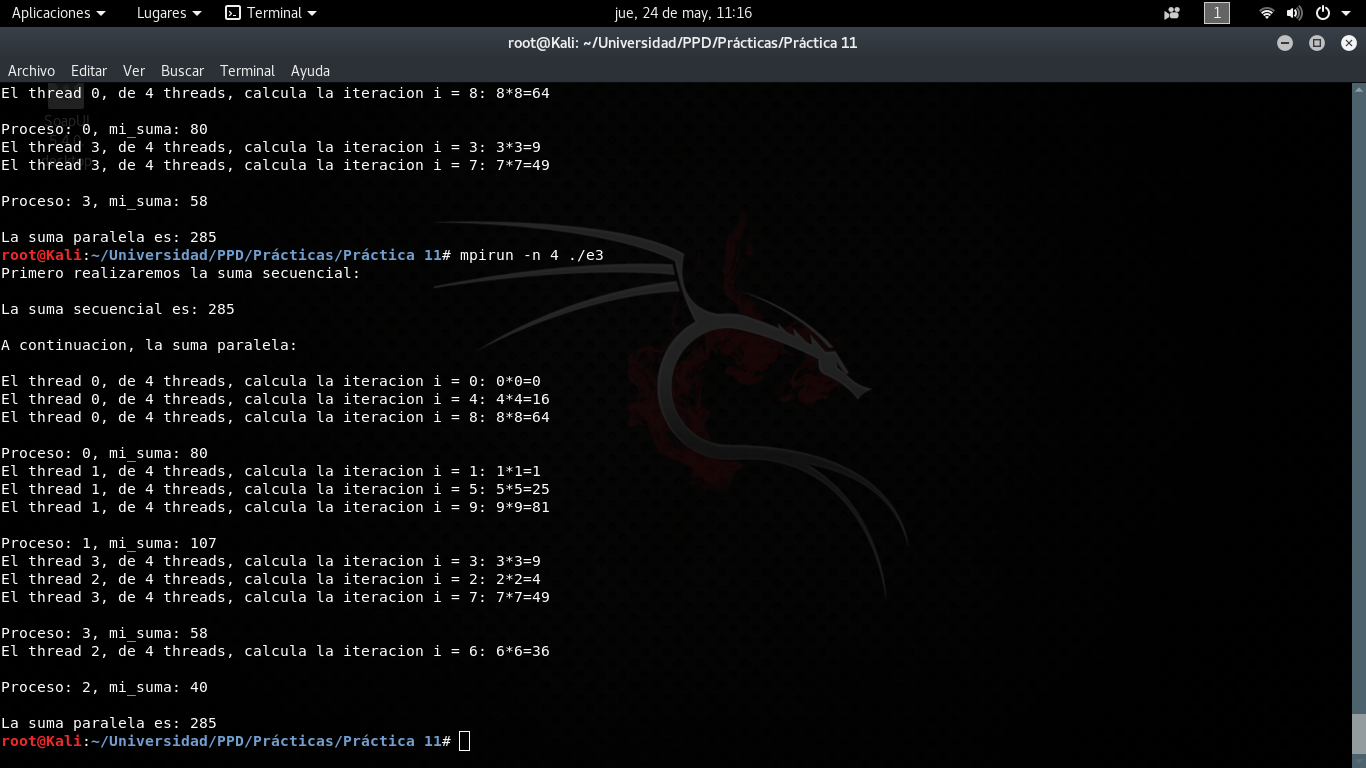 Aplicaciones Lugares Terminal jue, 24 de may, 11:16 1
root@Kali: ~/Universidad/PPD/Prácticas/Práctica 11
Archivo Editar Ver Buscar Terminal Ayuda
El thread 0, de 4 threads, calcula la iteracion i = 8: 8*8=64
SoapUI
Proceso: 0, mi_suma: 80
El thread 3, de 4 threads, calcula la iteracion i = 3: 3*3=9
El thread 3, de 4 threads, calcula la iteracion i = 7: 7*7=49
Proceso: 3, mi_suma: 58
La suma paralela es: 285
root@Kali:~/Universidad/PPD/Prácticas/Práctica 11# mpirun -n 4 ./e3
Primero realizaremos la suma secuencial:
La suma secuencial es: 285
A continuacion, la suma paralela:
El thread 0, de 4 threads, calcula la iteracion i = 0: 0*0=0
El thread 0, de 4 threads, calcula la iteracion i = 4: 4*4=16
El thread 0, de 4 threads, calcula la iteracion i = 8: 8*8=64
Proceso: 0, mi_suma: 80
El thread 1, de 4 threads, calcula la iteracion i = 1: 1*1=1
El thread 1, de 4 threads, calcula la iteracion i = 5: 5*5=25
El thread 1, de 4 threads, calcula la iteracion i = 9: 9*9=81
Proceso: 1, mi_suma: 107
El thread 3, de 4 threads, calcula la iteracion i = 3: 3*3=9
El thread 2, de 4 threads, calcula la iteracion i = 2: 2*2=4
El thread 3, de 4 threads, calcula la iteracion i = 7: 7*7=49
Proceso: 3, mi_suma: 58
El thread 2, de 4 threads, calcula la iteracion i = 6: 6*6=36
Proceso: 2, mi_suma: 40
La suma paralela es: 285
root@Kali:~/Universidad/PPD/Prácticas/Práctica 11#